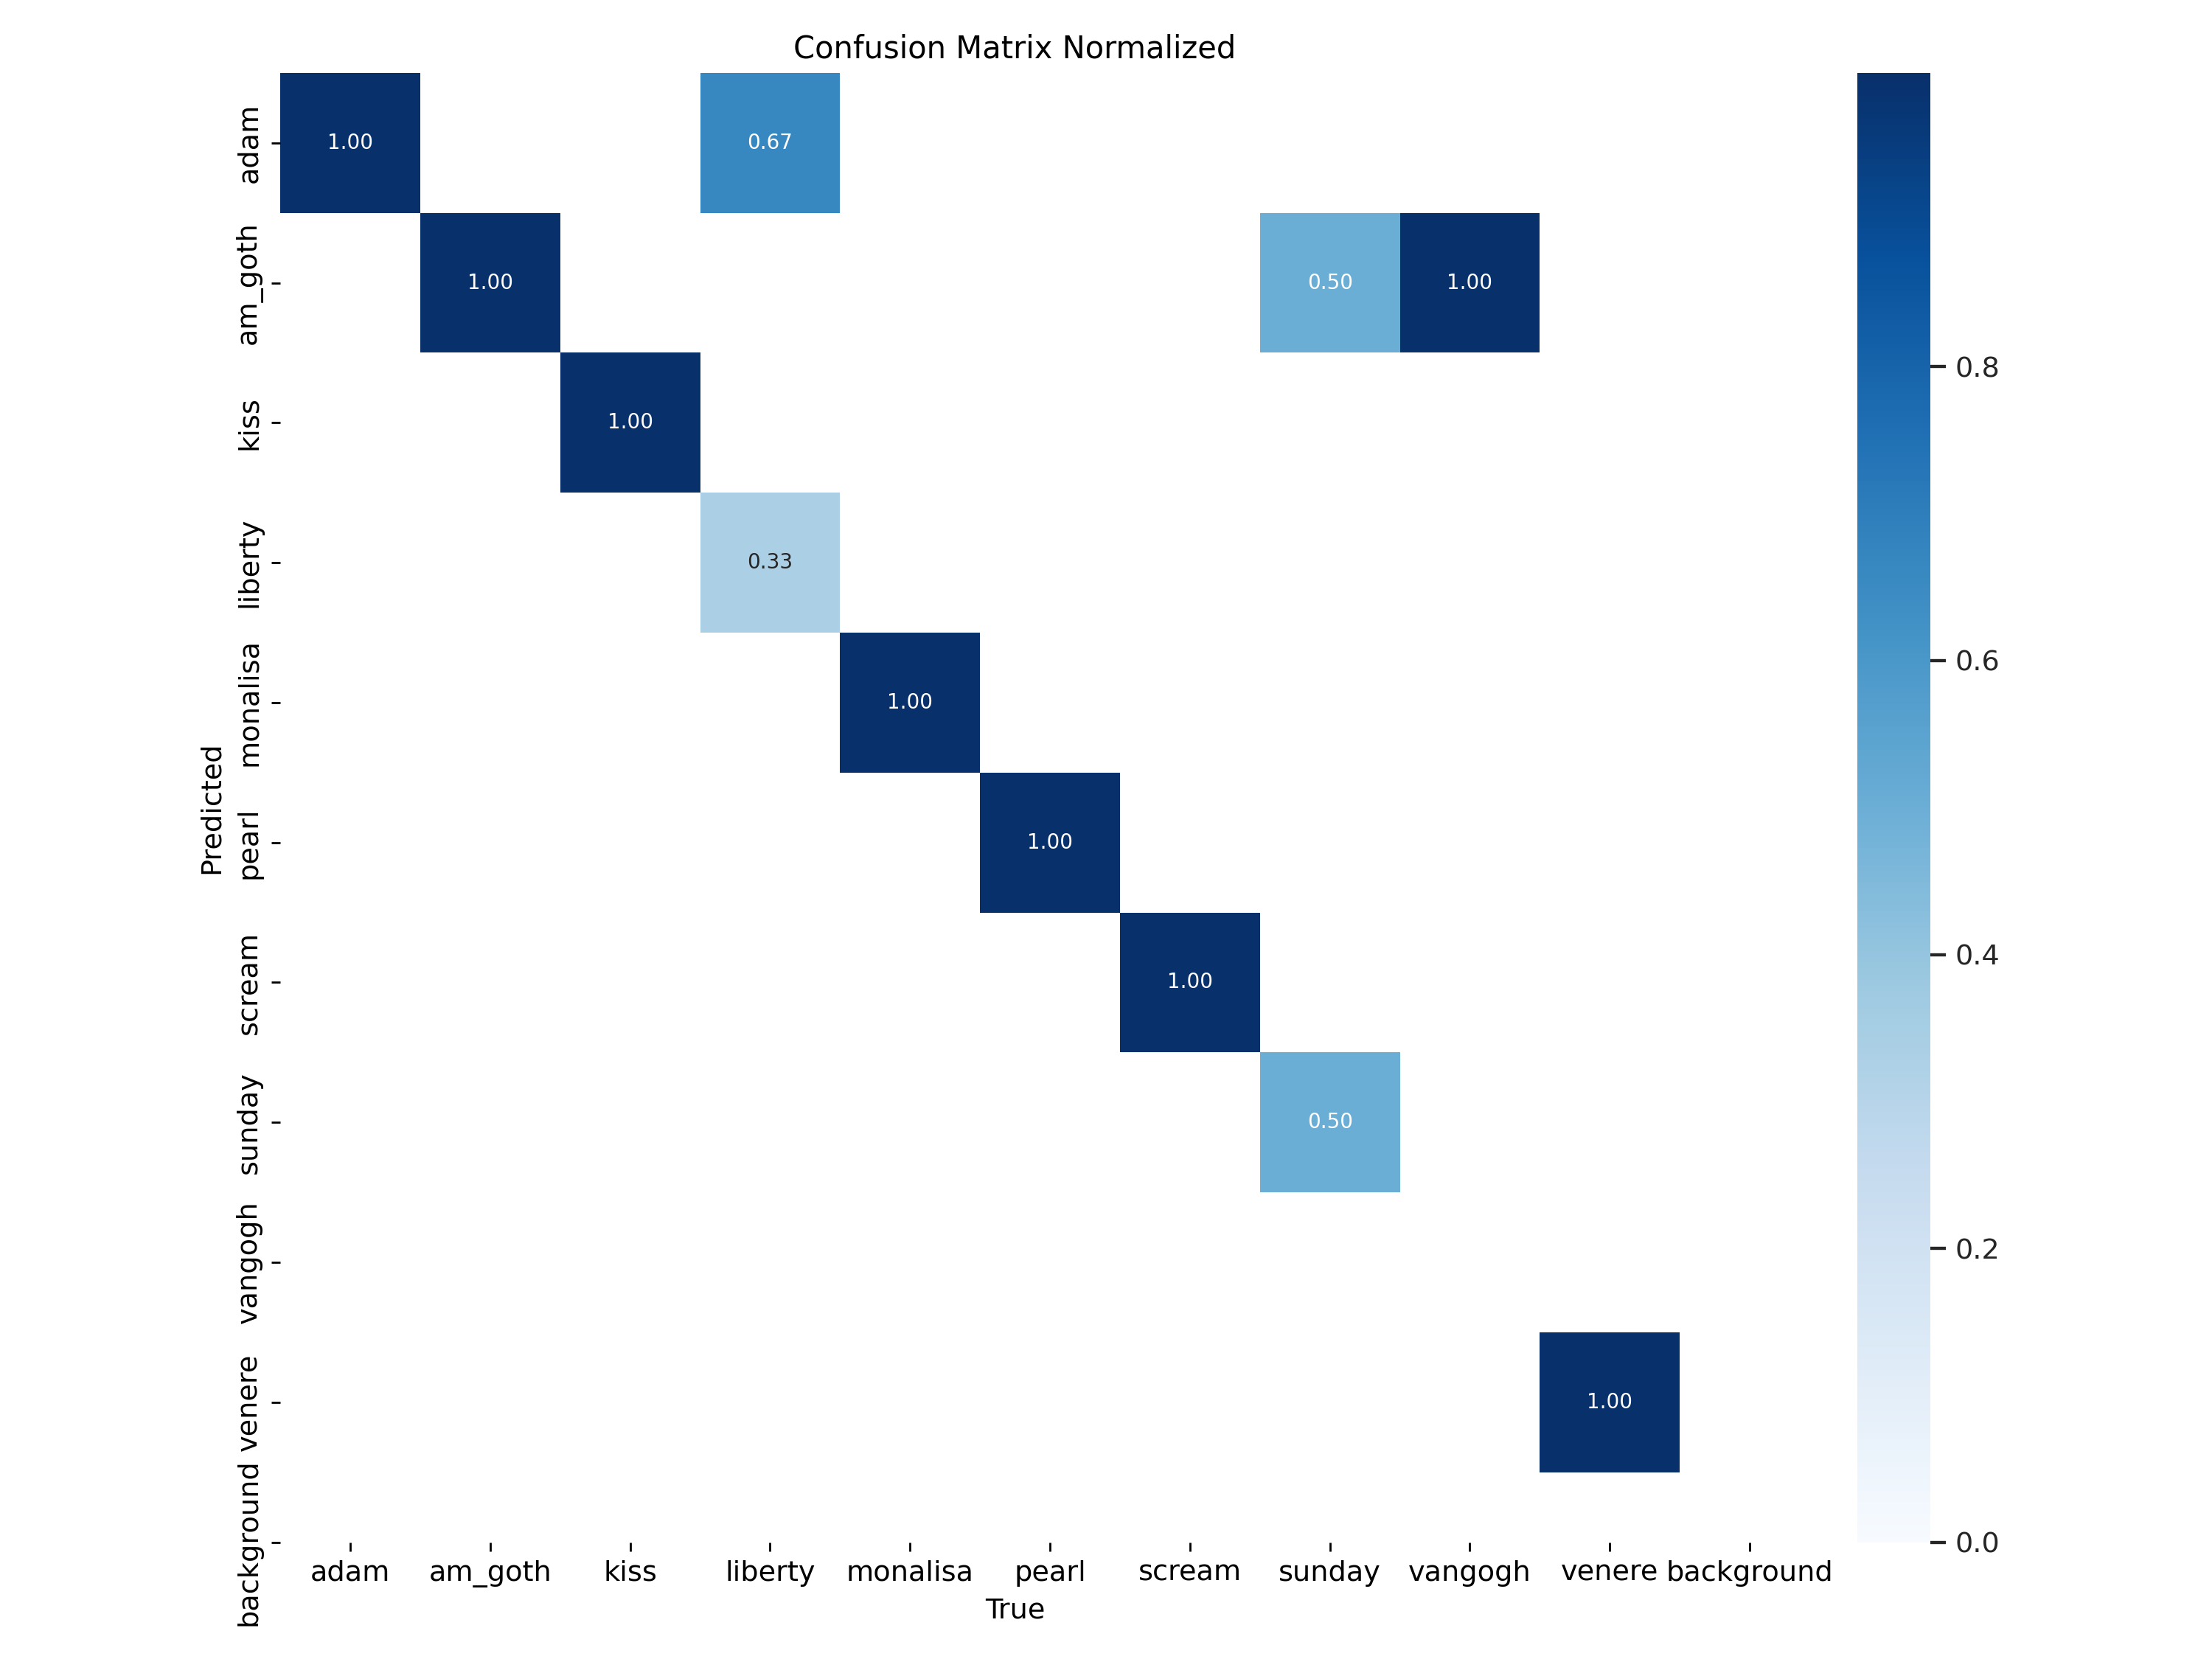 Confusion Matrix Normalized
adam
1.00
0.67
am_goth
1.00
0.50
1.00
kiss
1.00
liberty
0.33
monalisa
1.00
pearl
1.00
scream
1.00
sunday
0.50
vangogh
venere
1.00
background
Predicted
adam am_goth kiss liberty monalisa pearl scream sunday vangogh venere background
True
0.8
0.6
0.4
0.2
0.0